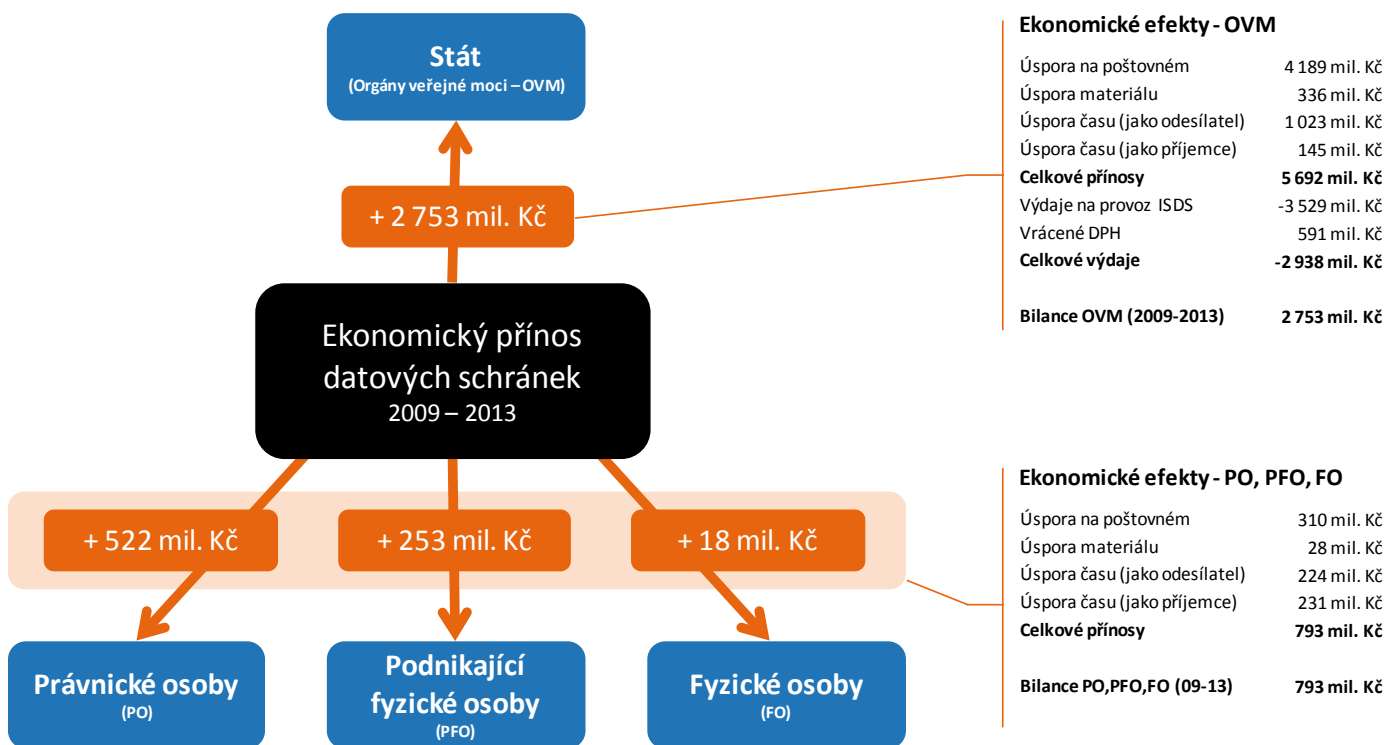 Stát
(Orgány veřejné moci – OVM)
+ 2 753 mil. Kč
Ekonomický přínos
datových schránek
2009 – 2013
+ 522 mil. Kč
+ 253 mil. Kč
+ 18 mil. Kč
Právnické osoby
(PO)
Podnikající
fyzické osoby
(PFO)
Fyzické osoby
(FO)
Ekonomické efekty - OVM
Úspora na poštovném 4 189 mil. Kč
Úspora materiálu 336 mil. Kč
Úspora času (jako odesílatel) 1 023 mil. Kč
Úspora času (jako příjemce) 145 mil. Kč
Celkové přínosy 5 692 mil. Kč
Výdaje na provoz ISDS -3 529 mil. Kč
Vrácené DPH 591 mil. Kč
Celkové výdaje -2 938 mil. Kč
Bilance OVM (2009-2013) 2 753 mil. Kč
Ekonomické efekty - PO, PFO, FO
Úspora na poštovném 310 mil. Kč
Úspora materiálu 28 mil. Kč
Úspora času (jako odesílatel) 224 mil. Kč
Úspora času (jako příjemce) 231 mil. Kč
Celkové přínosy 793 mil. Kč
Bilance PO,PFO,FO (09-13) 793 mil. Kč